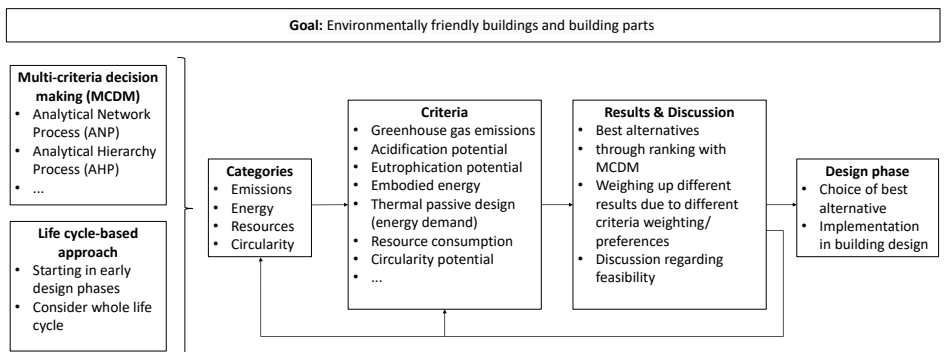 Goal: Environmentally friendly buildings and building parts
Multi-criteria decision
making (MCDM)
• Analytical Network
Process (ANP)
• Analytical Hierarchy
Process (AHP)
• ...
Life cycle-based
approach
• Starting in early
design phases
• Consider whole life
cycle
Categories
• Emissions
• Energy
• Resources
• Circularity
Criteria
• Greenhouse gas emissions
• Acidification potential
• Eutrophication potential
• Embodied energy
• Thermal passive design
(energy demand)
• Resource consumption
• Circularity potential
• ...
Results & Discussion
• Best alternatives
• through ranking with
MCDM
• Weighing up different
results due to different
criteria weighting/
preferences
• Discussion regarding
feasibility
Design phase
• Choice of best
alternative
• Implementation
in building design